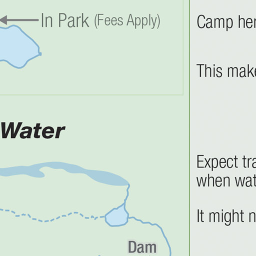 In Park (Fees Apply)
Water
Dam
Camp her
This make
Expect tra
when wat
It might n